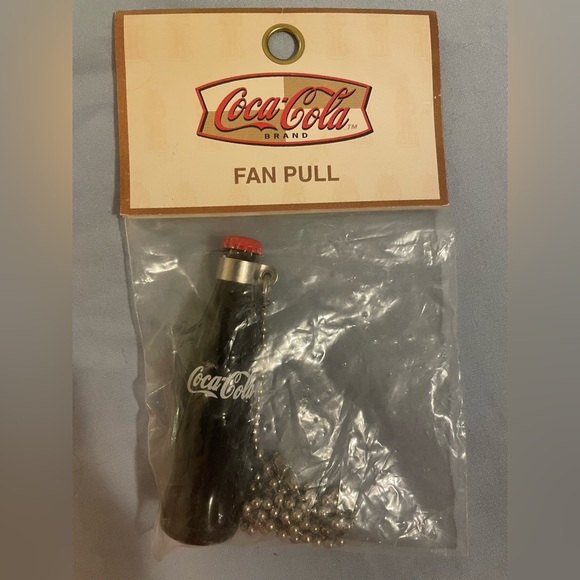 Coca-Cola TM
BRAND
FAN PULL
Coca-Cola